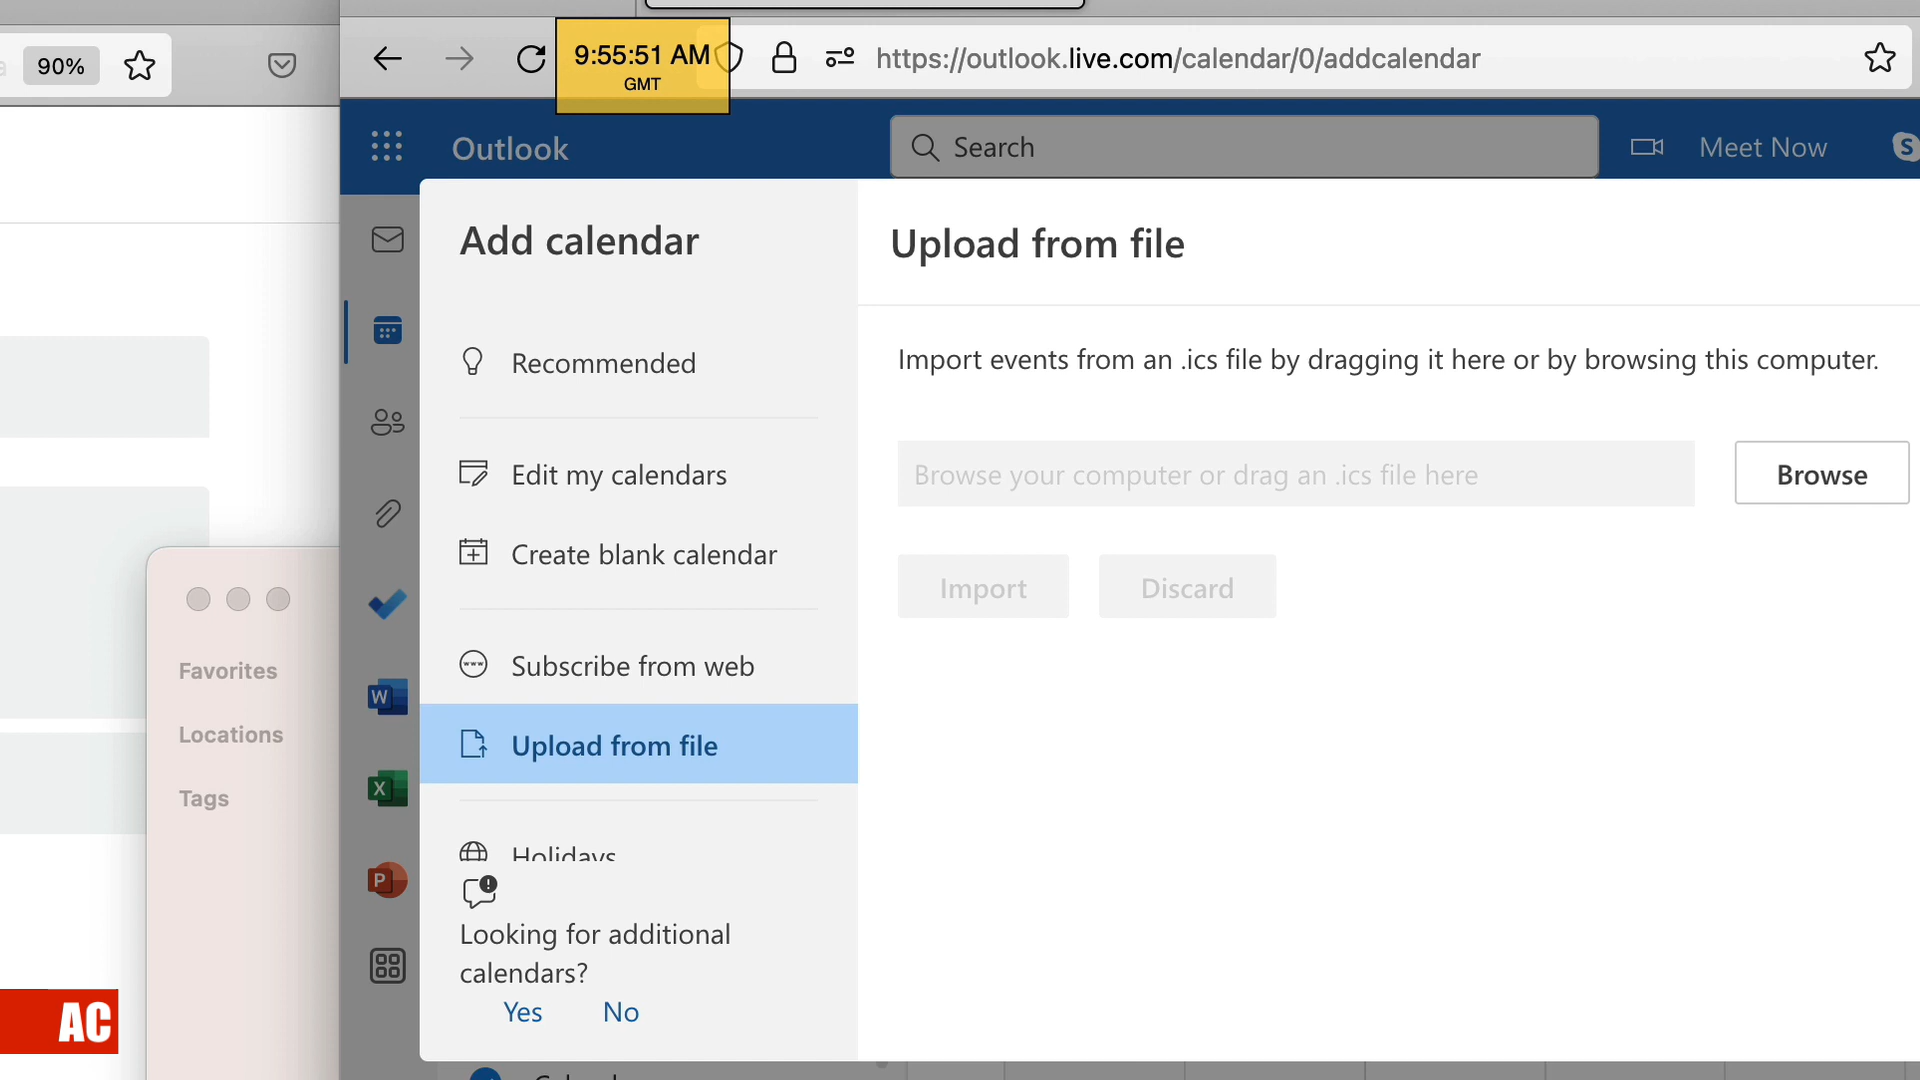 90%
9:55:51 AM
GMT
https://outlook.live.com/calendar/0/addcalendar
Outlook
Search
Meet Now
S
Add calendar
Upload from file
Recommended
Import events from an .ics file by dragging it here or by browsing this computer.
Edit my calendars
Browse your computer or drag an .ics file here
Browse
Create blank calendar
Import
Discard
Subscribe from web
Favorites
Locations
Tags
W
Upload from file
X
Holidays
P
Looking for additional
calendars?
Yes
No
AC